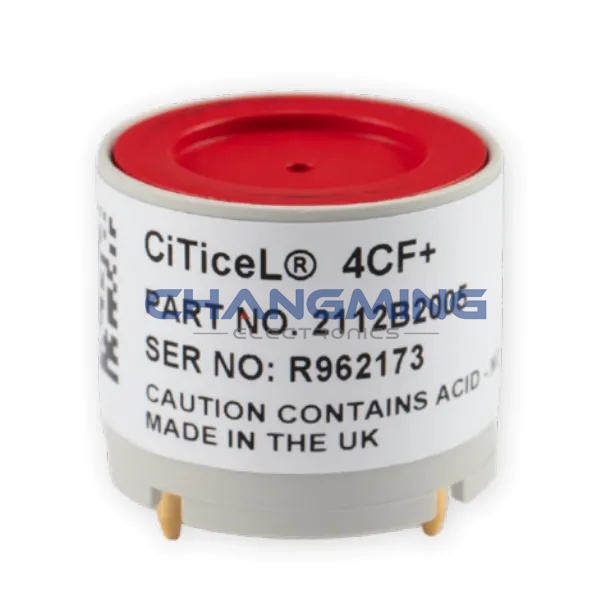 CiTiceL® 4CF+
PART NO. 2112B2005
CHANGMING
ELECTRONICS
SER NO: R962173
CAUTION CONTAINS ACID -
MADE IN THE UK